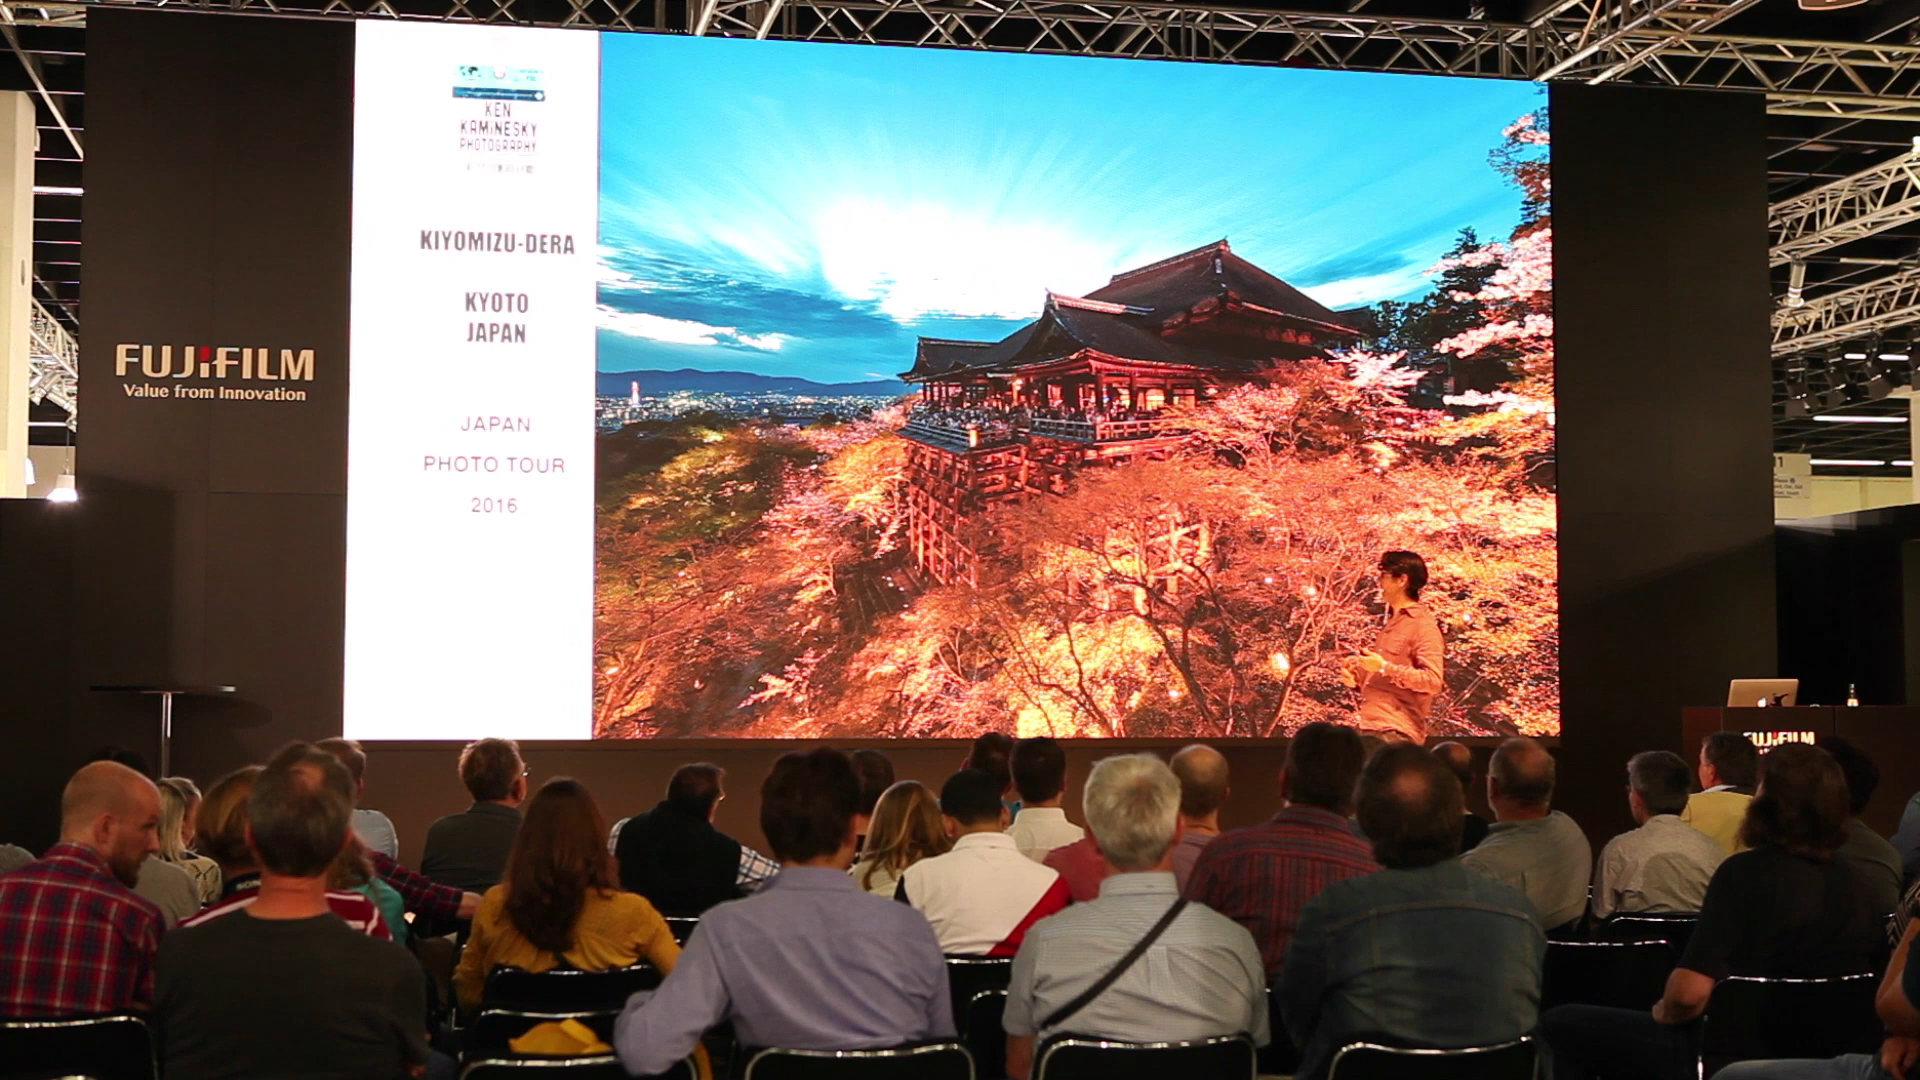 KEN
KAMINESKY
PHOTOGRAPHY
KIYOMIZU-DERA
KYOTO
JAPAN
JAPAN
PHOTO TOUR
2016
FUJIFILM
Value from Innovation
FUJIFILM